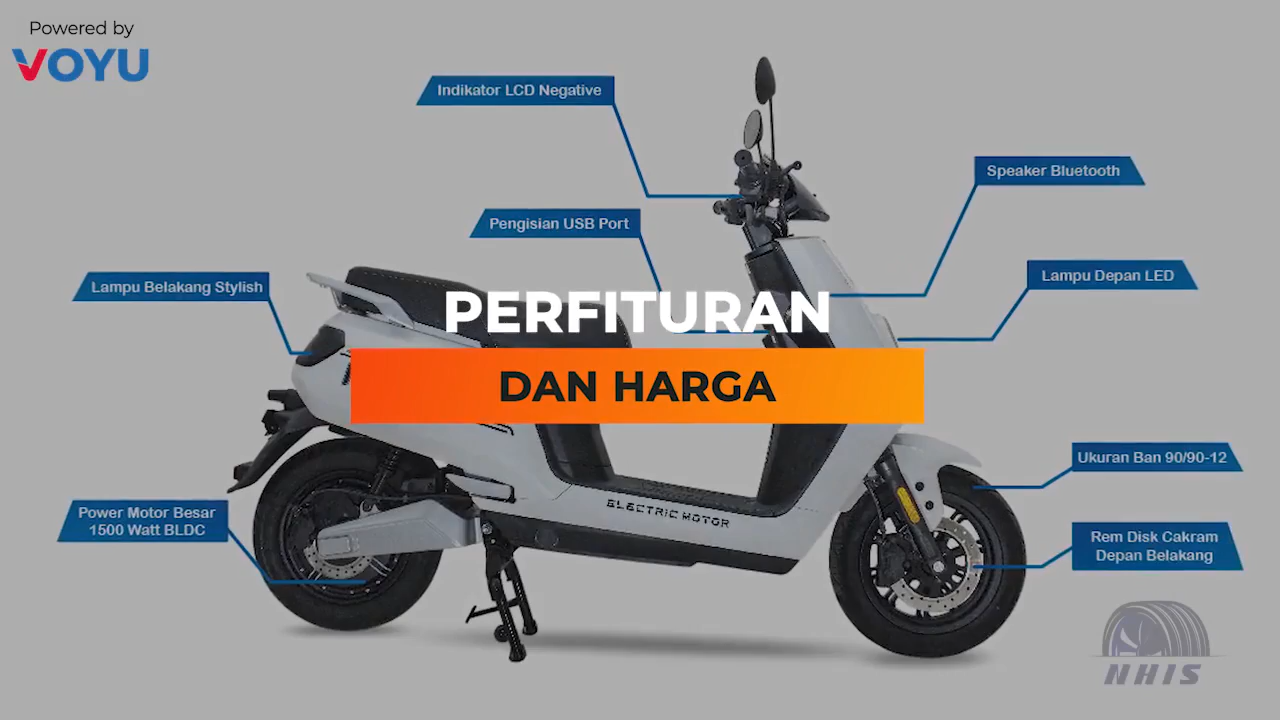 Powered by
VOYU
Indikator LCD Negative
Speaker Bluetooth
Pengisian USB Port
Lampu Depan LED
Lampu Belakang Stylish
PERFITURAN
DAN HARGA
Ukuran Ban 90/90-12
Power Motor Besar
1500 Watt BLDC
ELECTRIC MOTOR
Rem Disk Cakram
Depan Belakang
NHIS